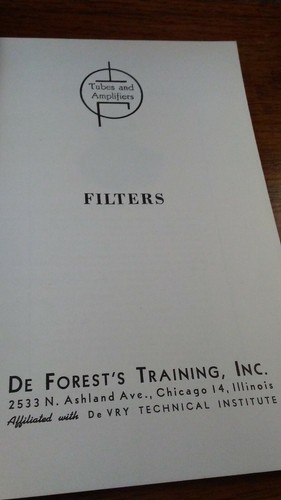 Tubes and
Amplifiers
FILTERS
DE FOREST'S TRAINING, INC.
2533 N. Ashland Ave., Chicago 14, Illinois
Affiliated with DeVRY TECHNICAL INSTITUTE